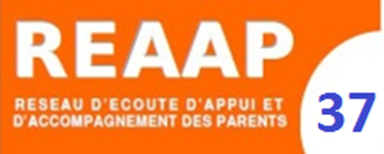 REAAP
RESEAU D'ECOUTE D'APPUI ET
D'ACCOMPAGNEMENT DES PARENTS
37